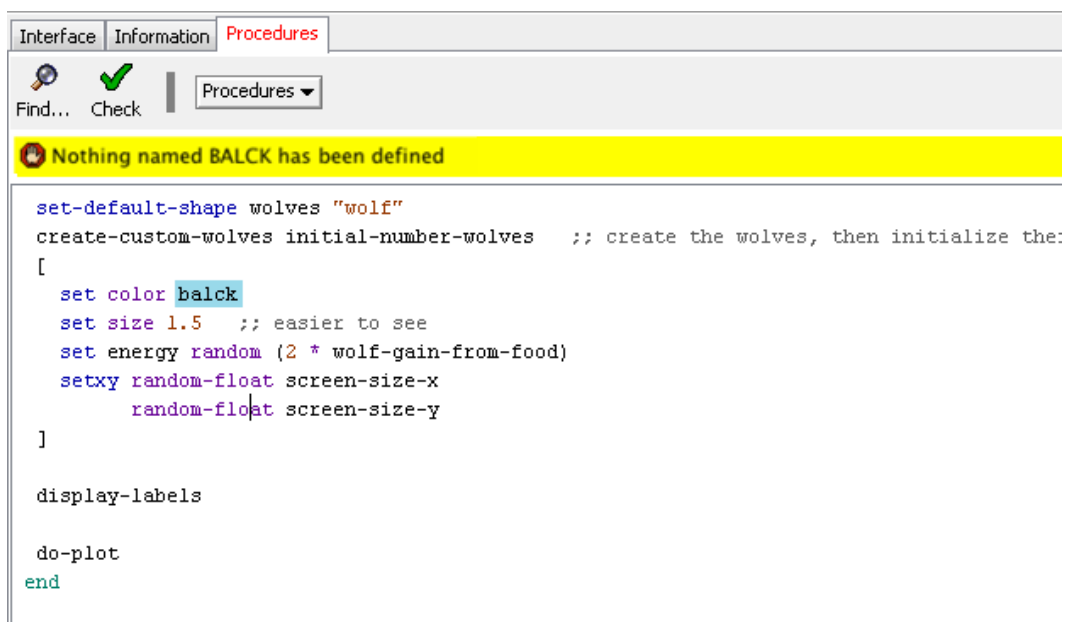 Interface Information Procedures
Find... Check Procedures
Nothing named BALCK has been defined
set-default-shape wolves "wolf"
create-custom-wolves initial-number-wolves ;; create the wolves, then initialize
[
set color balck
set size 1.5 ;; easier to see
set energy random (2 * wolf-gain-from-food)
setxy random-float screen-size-x
random-float screen-size-y
]
display-labels
do-plot
end